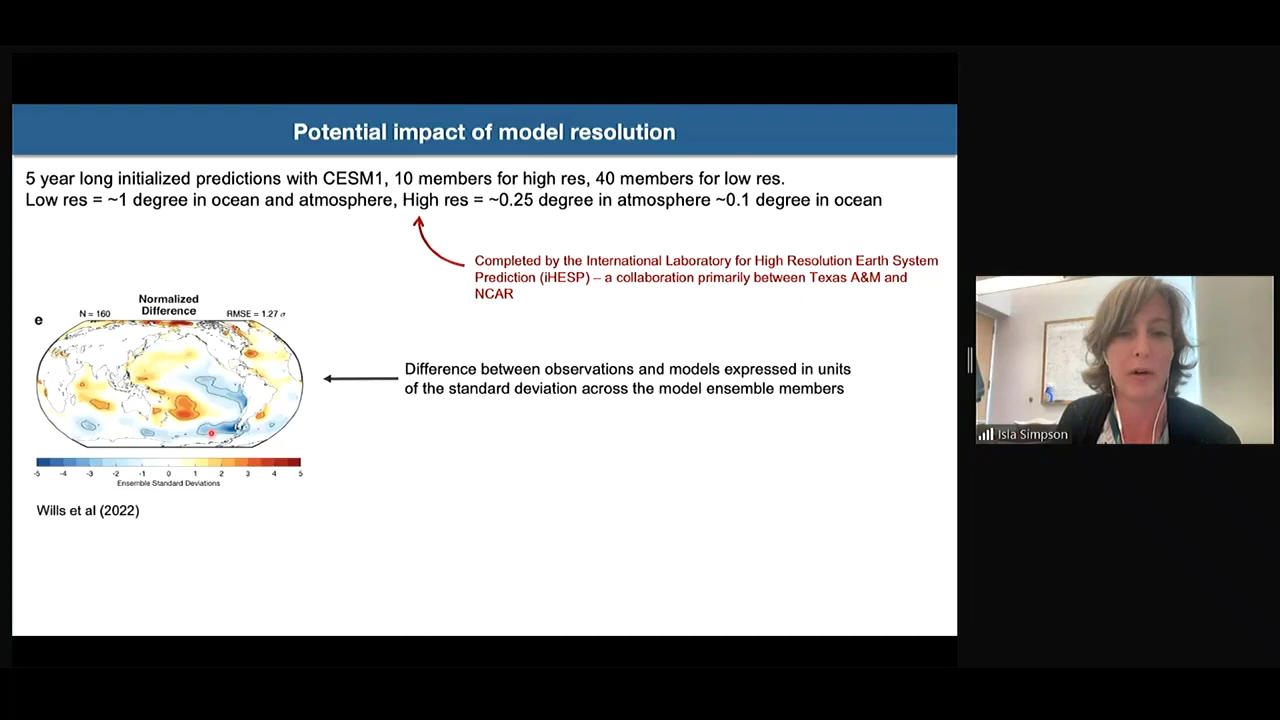 Potential impact of model resolution
5 year long initialized predictions with CESM1, 10 members for high res, 40 members for low res.
Low res = ~1 degree in ocean and atmosphere, High res = ~0.25 degree in atmosphere ~0.1 degree in ocean
Completed by the International Laboratory for High Resolution Earth System
Prediction (iHESP) – a collaboration primarily between Texas A&M and
NCAR
Normalized
Difference
e
N = 160
RMSE = 1.27 σ
Difference between observations and models expressed in units
of the standard deviation across the model ensemble members
-5 -4 -3 -2 -1 0 1 2 3 4 5
Ensemble Standard Deviations
Wills et al (2022)
Isla Simpson